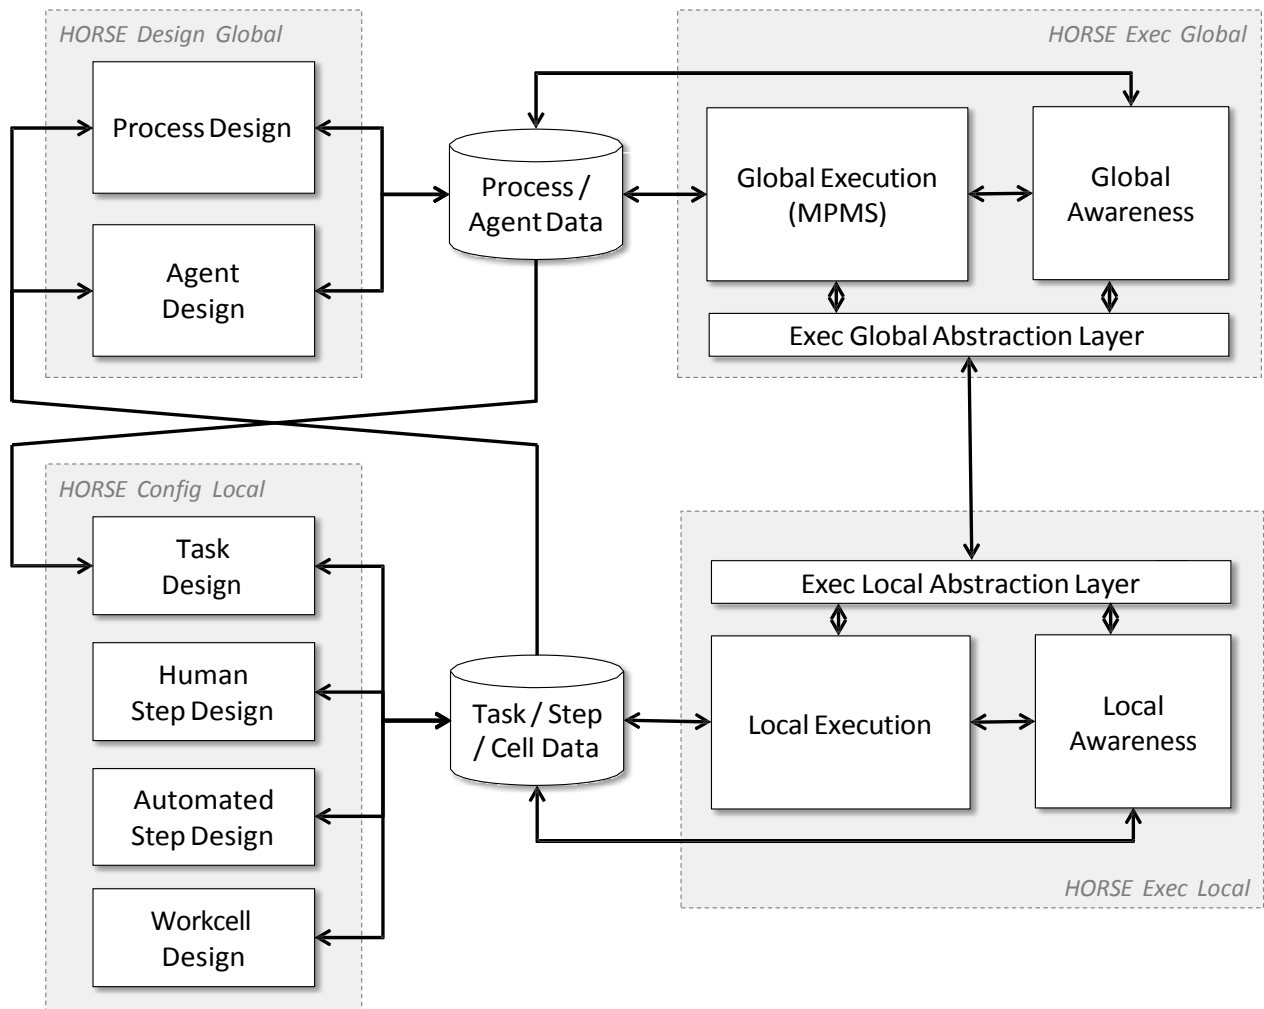 HORSE Design Global
Process Design
Agent
Design
Process /
Agent Data
HORSE Exec Global
Global Execution
(MPMS)
Global
Awareness
Exec Global Abstraction Layer
HORSE Config Local
Task
Design
Human
Step Design
Automated
Step Design
Workcell
Design
Task / Step
/ Cell Data
Exec Local Abstraction Layer
Local Execution
Local
Awareness
HORSE Exec Local